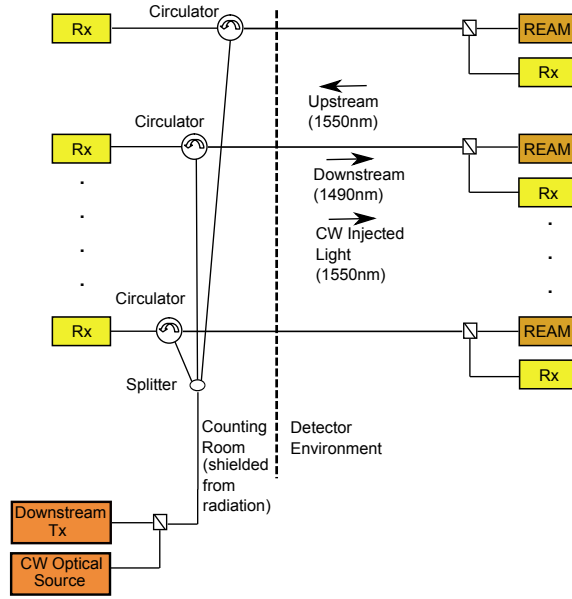 Circulator
Rx
REAM
Rx
Upstream
(1550nm)
Circulator
Rx
REAM
Downstream
(1490nm)
Rx
CW Injected
Light
(1550nm)
Circulator
Rx
REAM
Rx
Splitter
Counting
Room
(shielded
from
radiation)
Detector
Environment
Downstream
Tx
CW Optical
Source